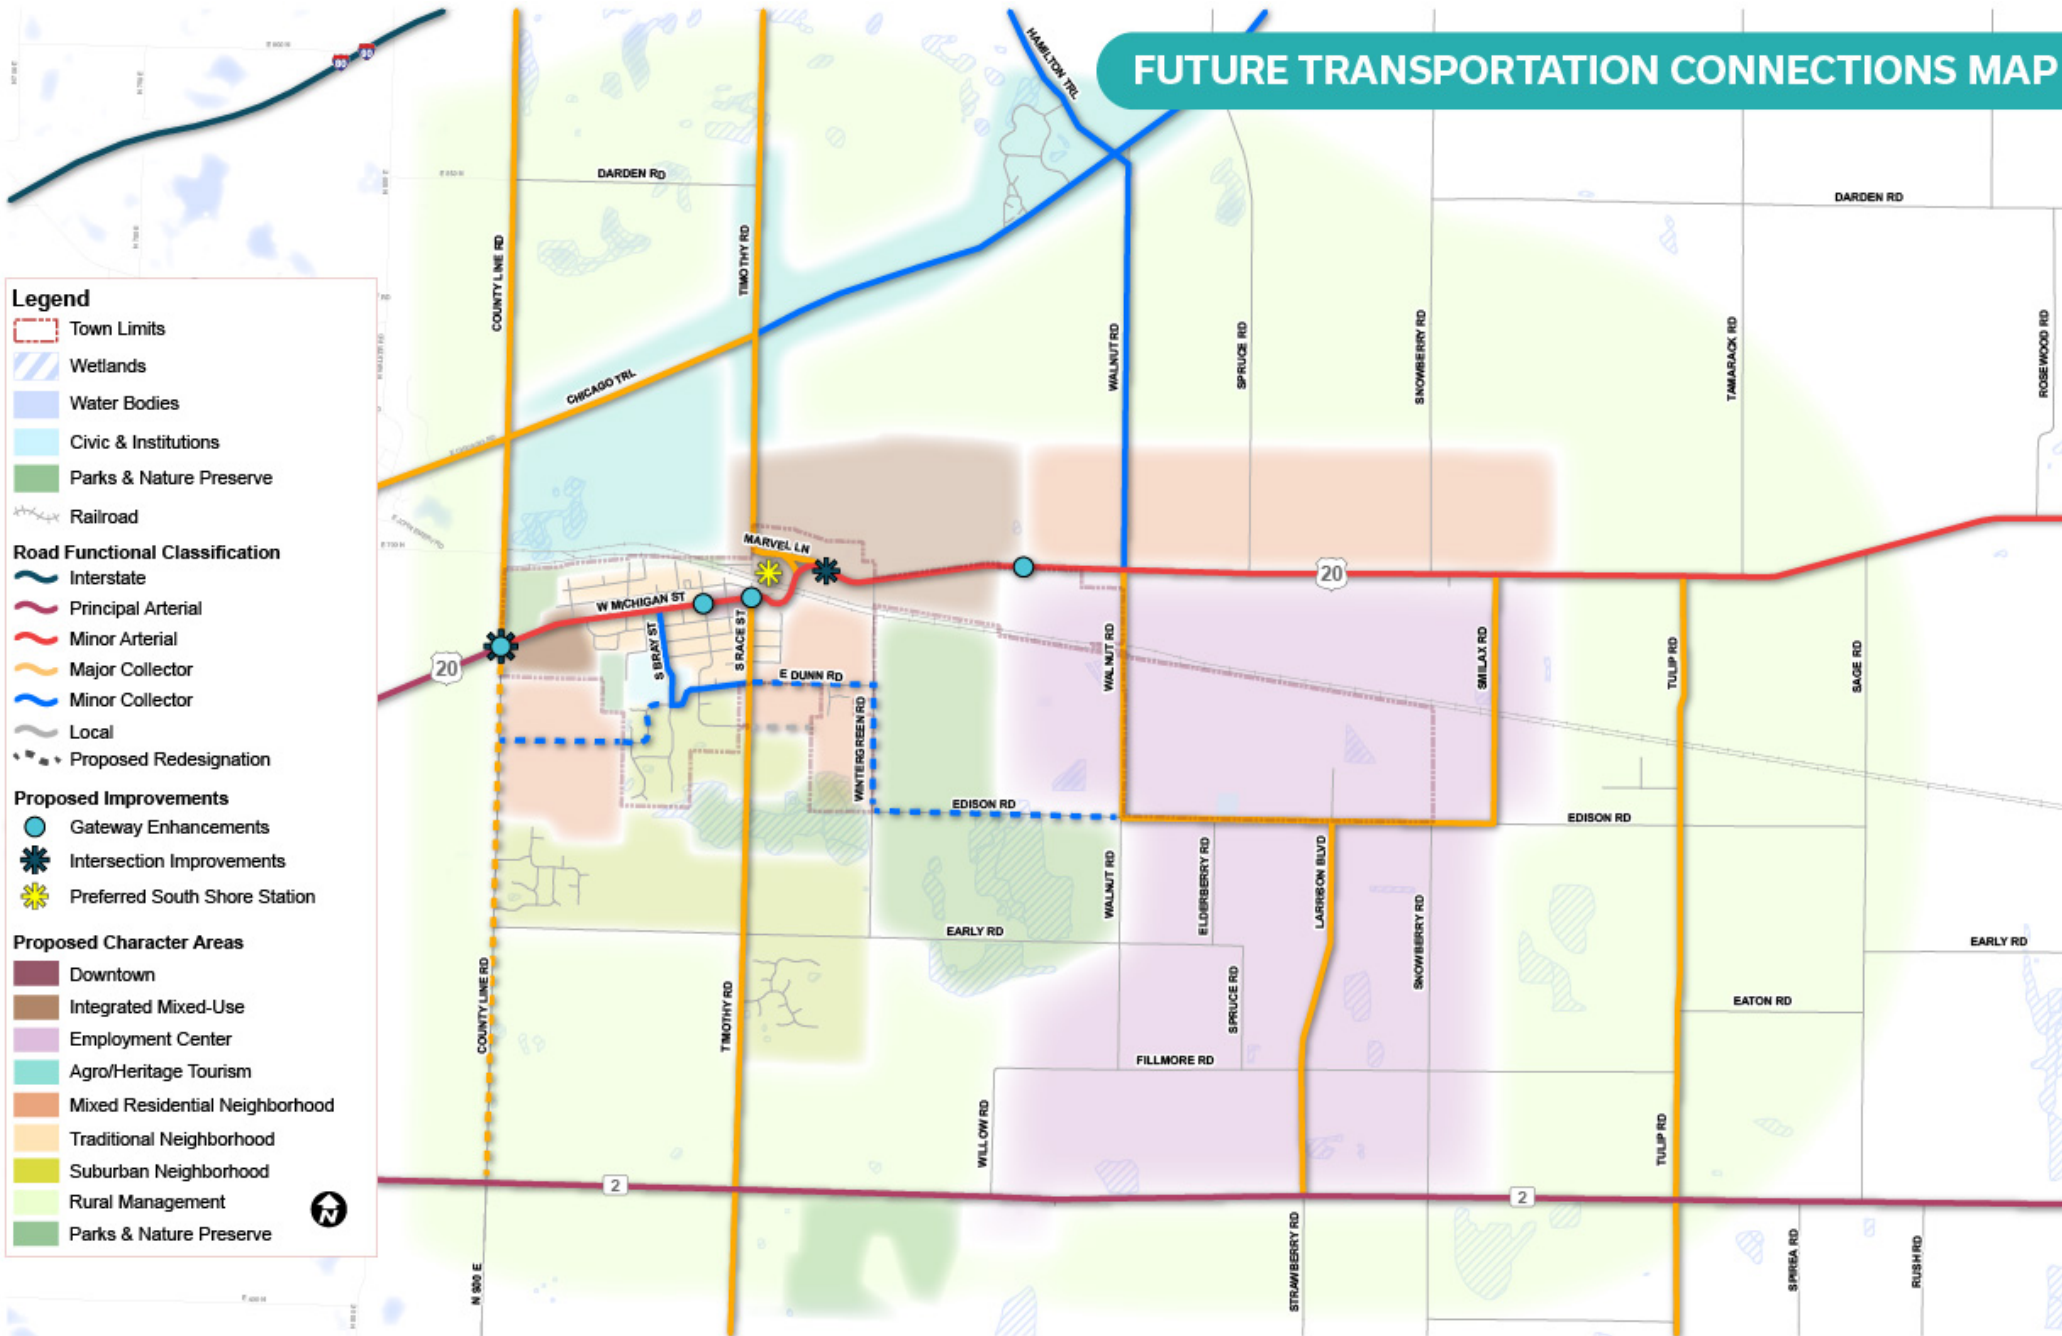 FUTURE TRANSPORTATION CONNECTIONS MAP
80
80
HAMILTON TRL
DARDEN RD
DARDEN RD
COUNTY LINE RD
TIMOTHY RD
WALNUT RD
SPRUCE RD
SNOWBERRY RD
TAMARACK RD
ROSEWOOD RD
CHICAGO TRL
Legend
Town Limits
Wetlands
Water Bodies
Civic & Institutions
Parks & Nature Preserve
Railroad
Road Functional Classification
Interstate
Principal Arterial
Minor Arterial
Major Collector
Minor Collector
Local
Proposed Redesignation
Proposed Improvements
Gateway Enhancements
Intersection Improvements
Preferred South Shore Station
Proposed Character Areas
Downtown
Integrated Mixed-Use
Employment Center
Agro/Heritage Tourism
Mixed Residential Neighborhood
Traditional Neighborhood
Suburban Neighborhood
Rural Management
Parks & Nature Preserve
N
MARVEL LN
20
W MICHIGAN ST
20
S BRAY ST
S RACE ST
E DUNN RD
WALNUT RD
SMILAX RD
TULIP RD
SAGE RD
WINTERGREEN RD
EDISON RD
EDISON RD
WALNUT RD
ELDERBERRY RD
LARRISON BLVD
SNOWBERRY RD
EARLY RD
EARLY RD
COUNTY LINE RD
TIMOTHY RD
SPRUCE RD
EATON RD
FILLMORE RD
WILLOW RD
TULIP RD
2
2
N 900 E
STRAWBERRY RD
SPIREA RD
RUSH RD